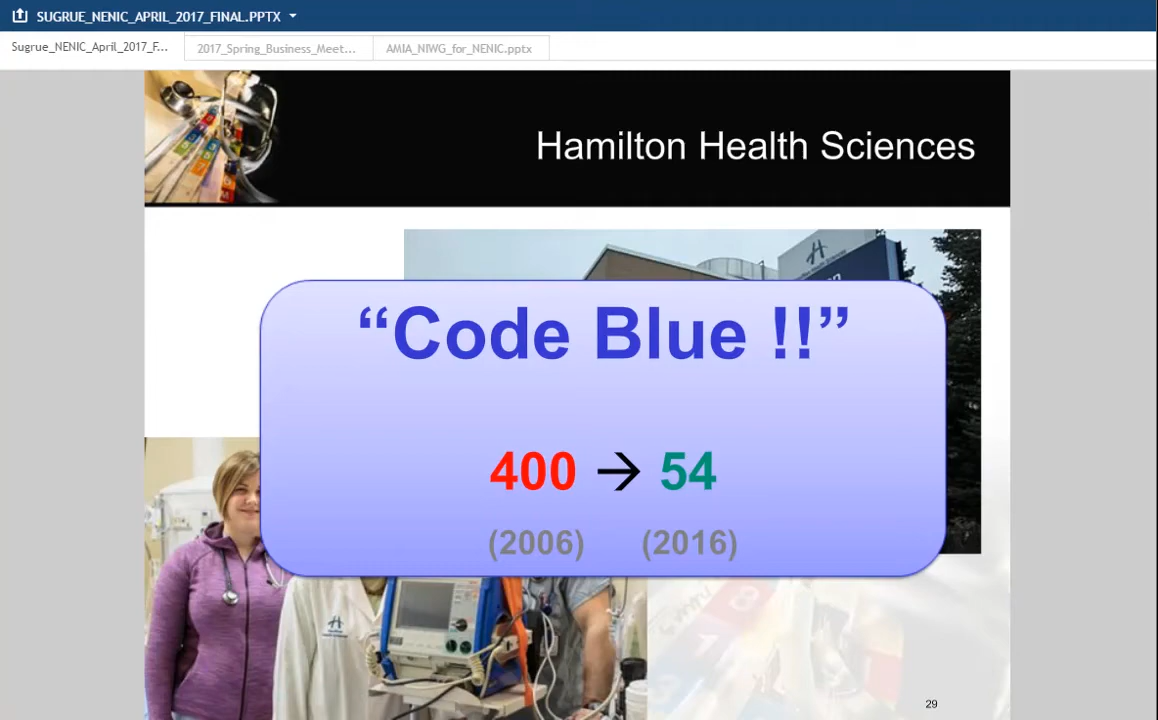 SUGRUE_NENIC_APRIL_2017_FINAL.PPTX
Sugrue_NENIC_April_2017_F...
2017_Spring_Business_Meet...
AMIA_NIWG_for_NENIC.pptx
Hamilton Health Sciences
“Code Blue !!”
400 → 54
(2006) (2016)
29